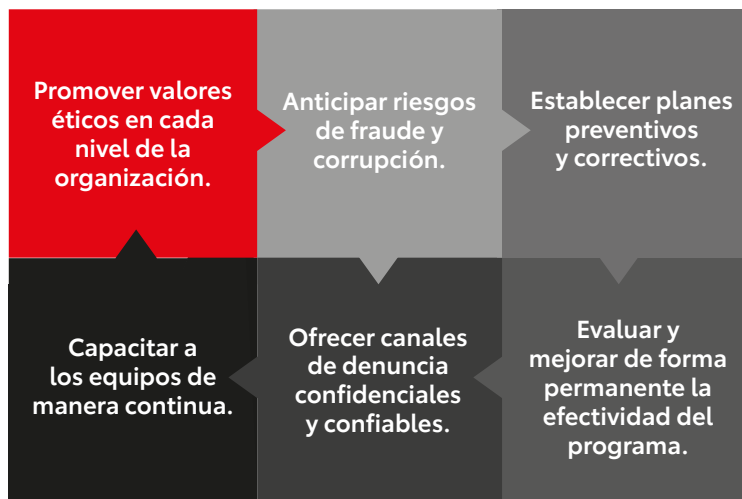 Promover valores
éticos en cada
nivel de la
organización.
Anticipar riesgos
de fraude y
corrupción.
Establecer planes
preventivos
y correctivos.
Capacitar a
los equipos de
manera continua.
Ofrecer canales
de denuncia
confidenciales
y confiables.
Evaluar y
mejorar de forma
permanente la
efectividad del
programa.